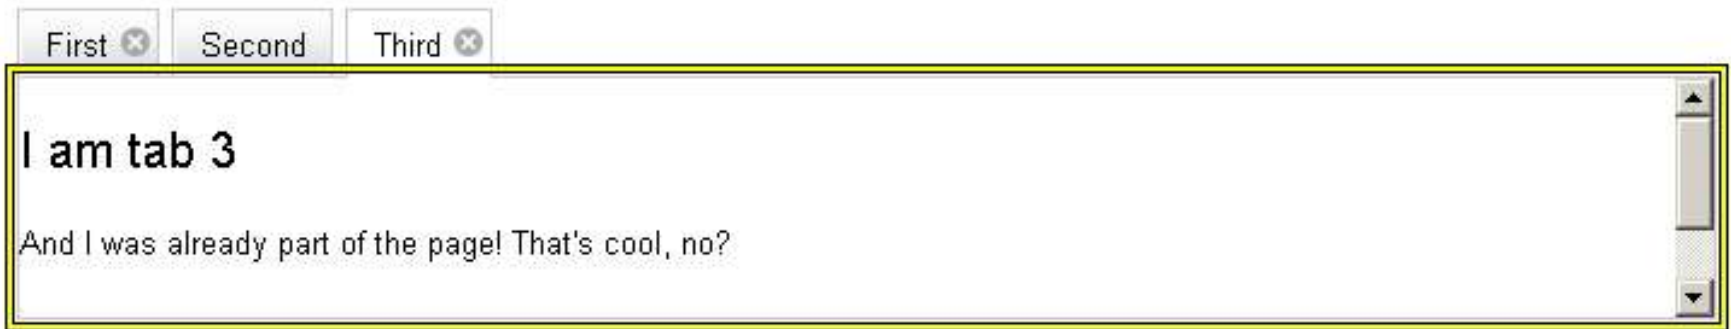 First Second Third
I am tab 3
And I was already part of the page! That's cool, no?